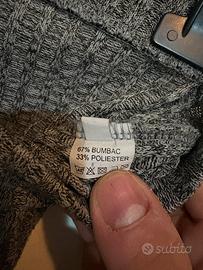 67% BUMBAC
33% POLIESTER
subito